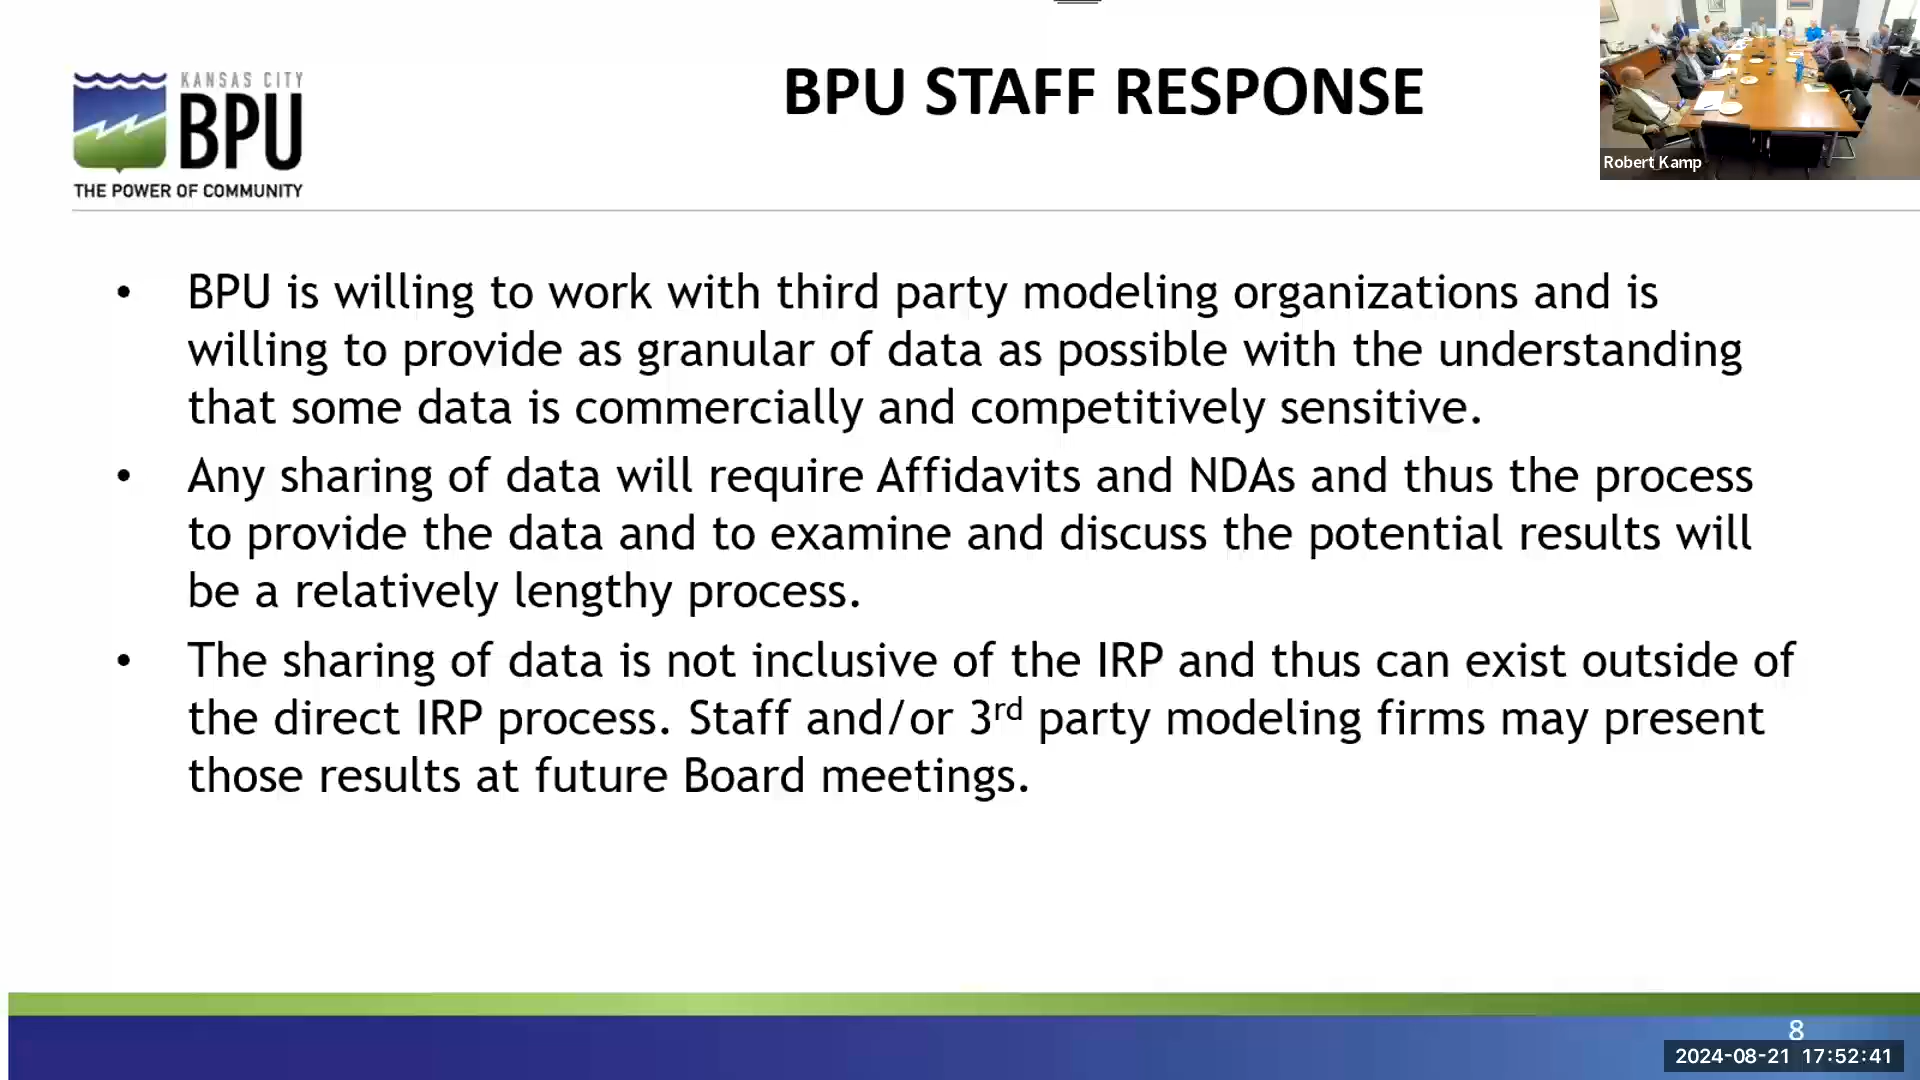 KANSAS CITY
BPU
THE POWER OF COMMUNITY
BPU STAFF RESPONSE
Robert Kamp
• BPU is willing to work with third party modeling organizations and is
willing to provide as granular of data as possible with the understanding
that some data is commercially and competitively sensitive.
• Any sharing of data will require Affidavits and NDAs and thus the process
to provide the data and to examine and discuss the potential results will
be a relatively lengthy process.
• The sharing of data is not inclusive of the IRP and thus can exist outside of
the direct IRP process. Staff and/or 3rd party modeling firms may present
those results at future Board meetings.
8
2024-08-21 17:52:41